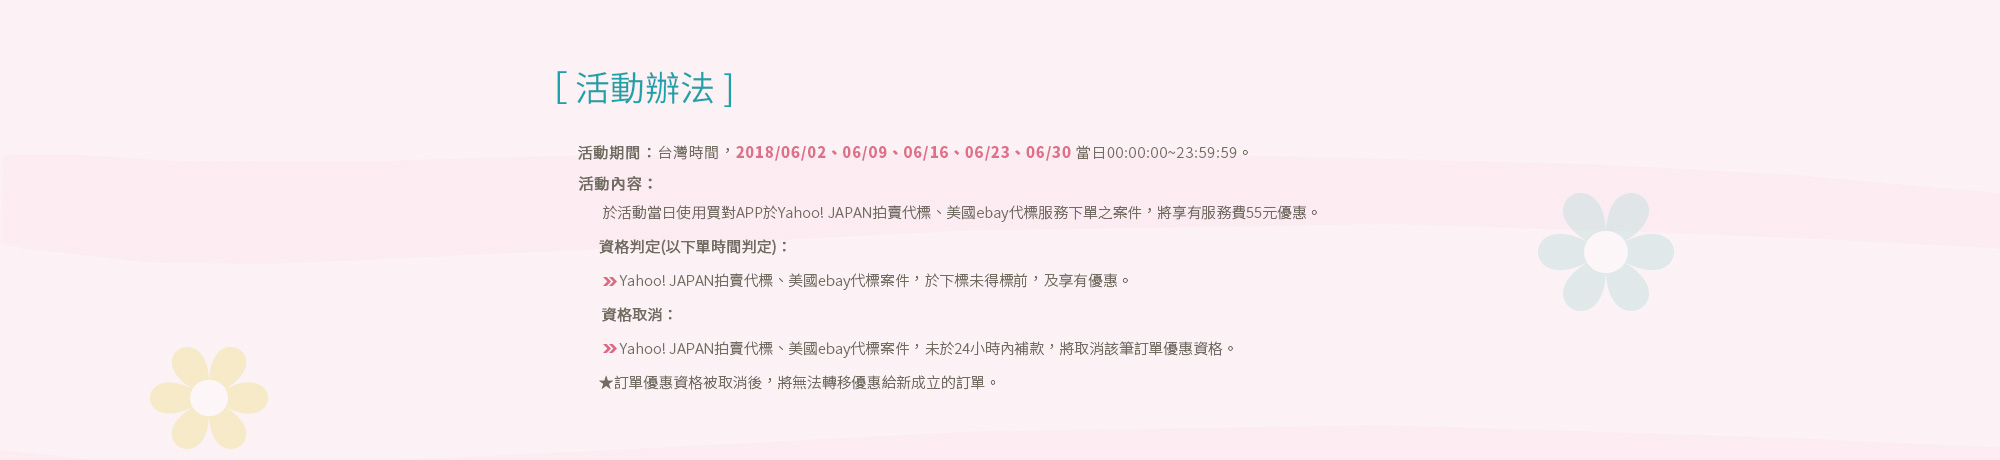 [ 活動辦法 ]
活動期間：台灣時間，2018/06/02、06/09、06/16、06/23、06/30 當日00:00:00~23:59:59。
活動內容：
於活動當日使用買對APP於Yahoo! JAPAN拍賣代標、美國ebay代標服務下單之案件，將享有服務費55元優惠。
資格判定(以下單時間判定)：
» Yahoo! JAPAN拍賣代標、美國ebay代標案件，於下標未得標前，及享有優惠。
資格取消：
» Yahoo! JAPAN拍賣代標、美國ebay代標案件，未於24小時內補款，將取消該筆訂單優惠資格。
★訂單優惠資格被取消後，將無法轉移優惠給新成立的訂單。